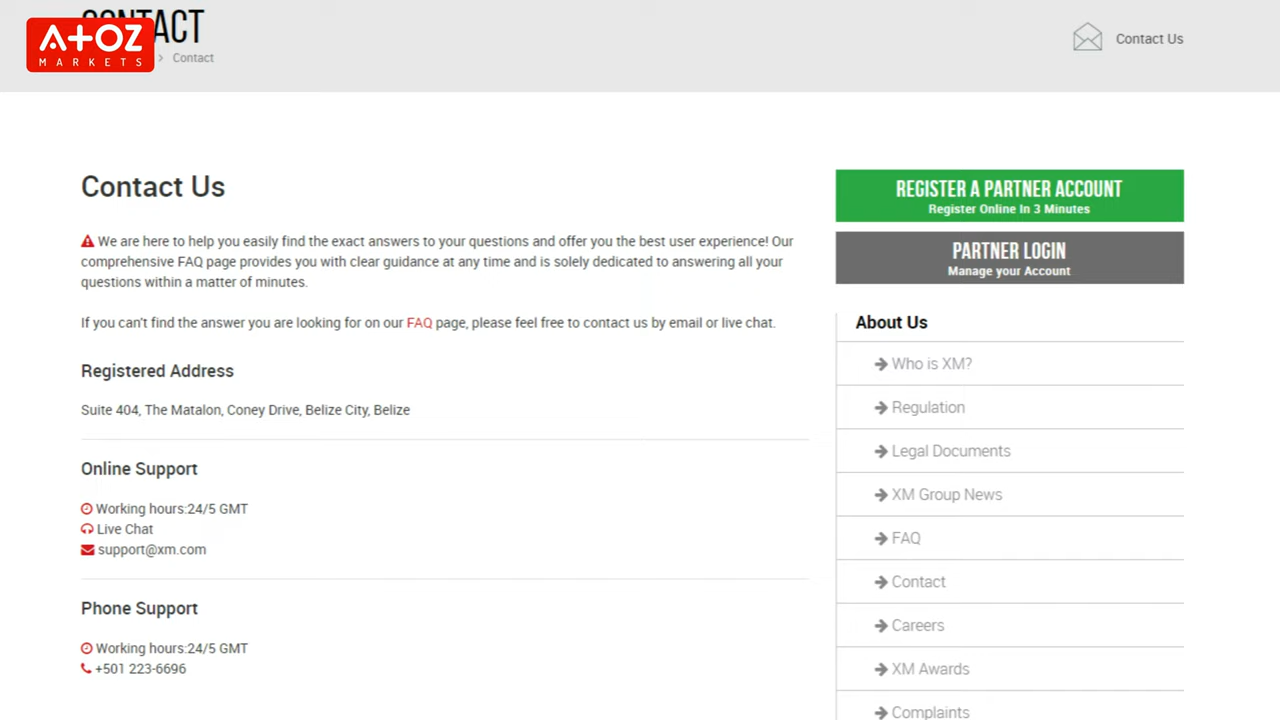 CONTACT
A+OZ
MARKETS
> Contact
Contact Us
Contact Us
We are here to help you easily find the exact answers to your questions and offer you the best user experience! Our
comprehensive FAQ page provides you with clear guidance at any time and is solely dedicated to answering all your
questions within a matter of minutes.
If you can't find the answer you are looking for on our FAQ page, please feel free to contact us by email or live chat.
Registered Address
Suite 404, The Matalon, Coney Drive, Belize City, Belize
Online Support
Working hours:24/5 GMT
Live Chat
support@xm.com
Phone Support
Working hours:24/5 GMT
+501 223-6696
REGISTER A PARTNER ACCOUNT
Register Online In 3 Minutes
PARTNER LOGIN
Manage your Account
About Us
Who is XM?
Regulation
Legal Documents
XM Group News
FAQ
Contact
Careers
XM Awards
Complaints